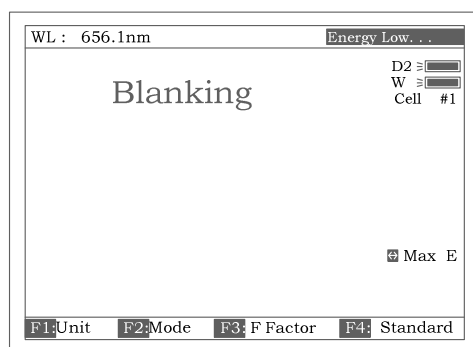 WL : 656.1nm Energy Low. . .
D2
W
Blanking
Cell #1
Max E
F1:Unit F2:Mode F3: F Factor F4: Standard